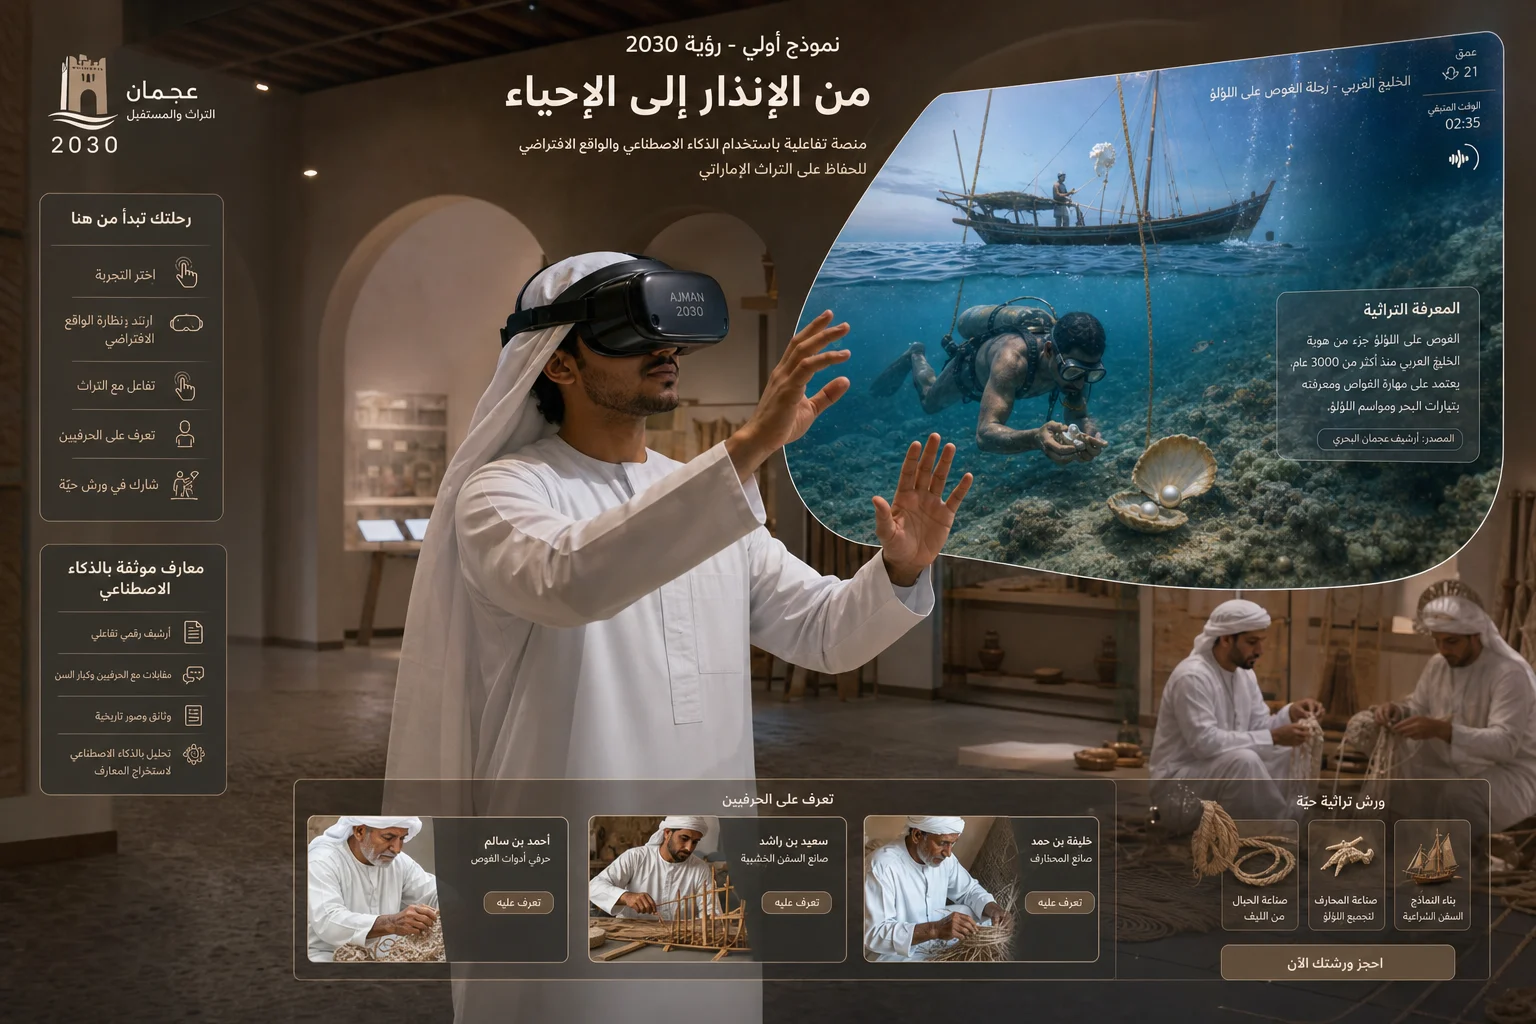 نموذج أولي - رؤية 2030
من الإنذار إلى الإحياء
منصة تفاعلية باستخدام الذكاء الاصطناعي والواقع الافتراضي
للحفاظ على التراث الإماراتي
عجمان
التراث والمستقبل
2030
عمق
21
الوقت المتبقي
02:35
الخليج العربي - رحلة الغوص على اللؤلؤ
AJMAN
2030
رحلتك تبدأ من هنا
اختر التجربة
ارتد نظارة الواقع
الافتراضي
تفاعل مع التراث
تعرف على الحرفيين
شارك في ورش حيّة
المعرفة التراثية
الغوص على اللؤلؤ جزء من هوية
الخليج العربي منذ أكثر من 3000 عام.
يعتمد على مهارة الغواص ومعرفته
بتيارات البحر ومواسم اللؤلؤ.
المصدر: أرشيف عجمان البحري
معارف موثقة بالذكاء
الاصطناعي
أرشيف رقمي تفاعلي
مقابلات مع الحرفيين وكبار السن
وثائق وصور تاريخية
تحليل بالذكاء الاصطناعي
لاستخراج المعارف
ورش تراثية حيّة
بناء النماذج
السفن الشراعية
صناعة المحارف
لتجميع اللؤلؤ
صناعة الحبال
من الليف
احجز ورشتك الآن
تعرف على الحرفيين
خليفة بن حمد
صانع المخارف
تعرف عليه
سعيد بن راشد
صانع السفن الخشبية
تعرف عليه
أحمد بن سالم
حرفي أدوات الغوص
تعرف عليه